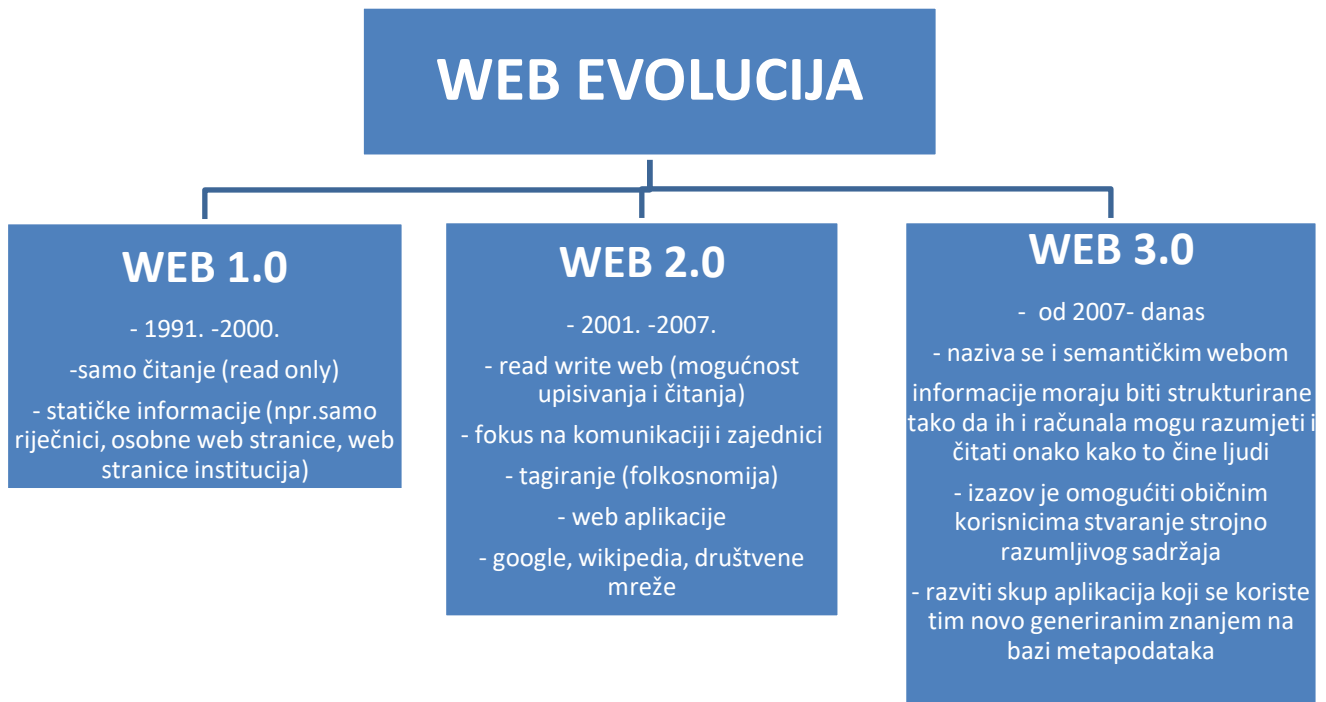 WEB EVOLUCIJA
WEB 1.0
- 1991. -2000.
-samo čitanje (read only)
- statičke informacije (npr.samo
riječnici, osobne web stranice, web
stranice institucija)
WEB 2.0
- 2001. -2007.
- read write web (mogućnost
upisivanja i čitanja)
- fokus na komunikaciji i zajednici
- tagiranje (folkosnomija)
- web aplikacije
- google, wikipedia, društvene
mreže
WEB 3.0
- od 2007- danas
- naziva se i semantičkim webom
informacije moraju biti strukturirane
tako da ih i računala mogu razumjeti i
čitati onako kako to čine ljudi
- izazov je omogućiti običnim
korisnicima stvaranje strojno
razumljivog sadržaja
- razviti skup aplikacija koji se koriste
tim novo generiranim znanjem na
bazi metapodataka